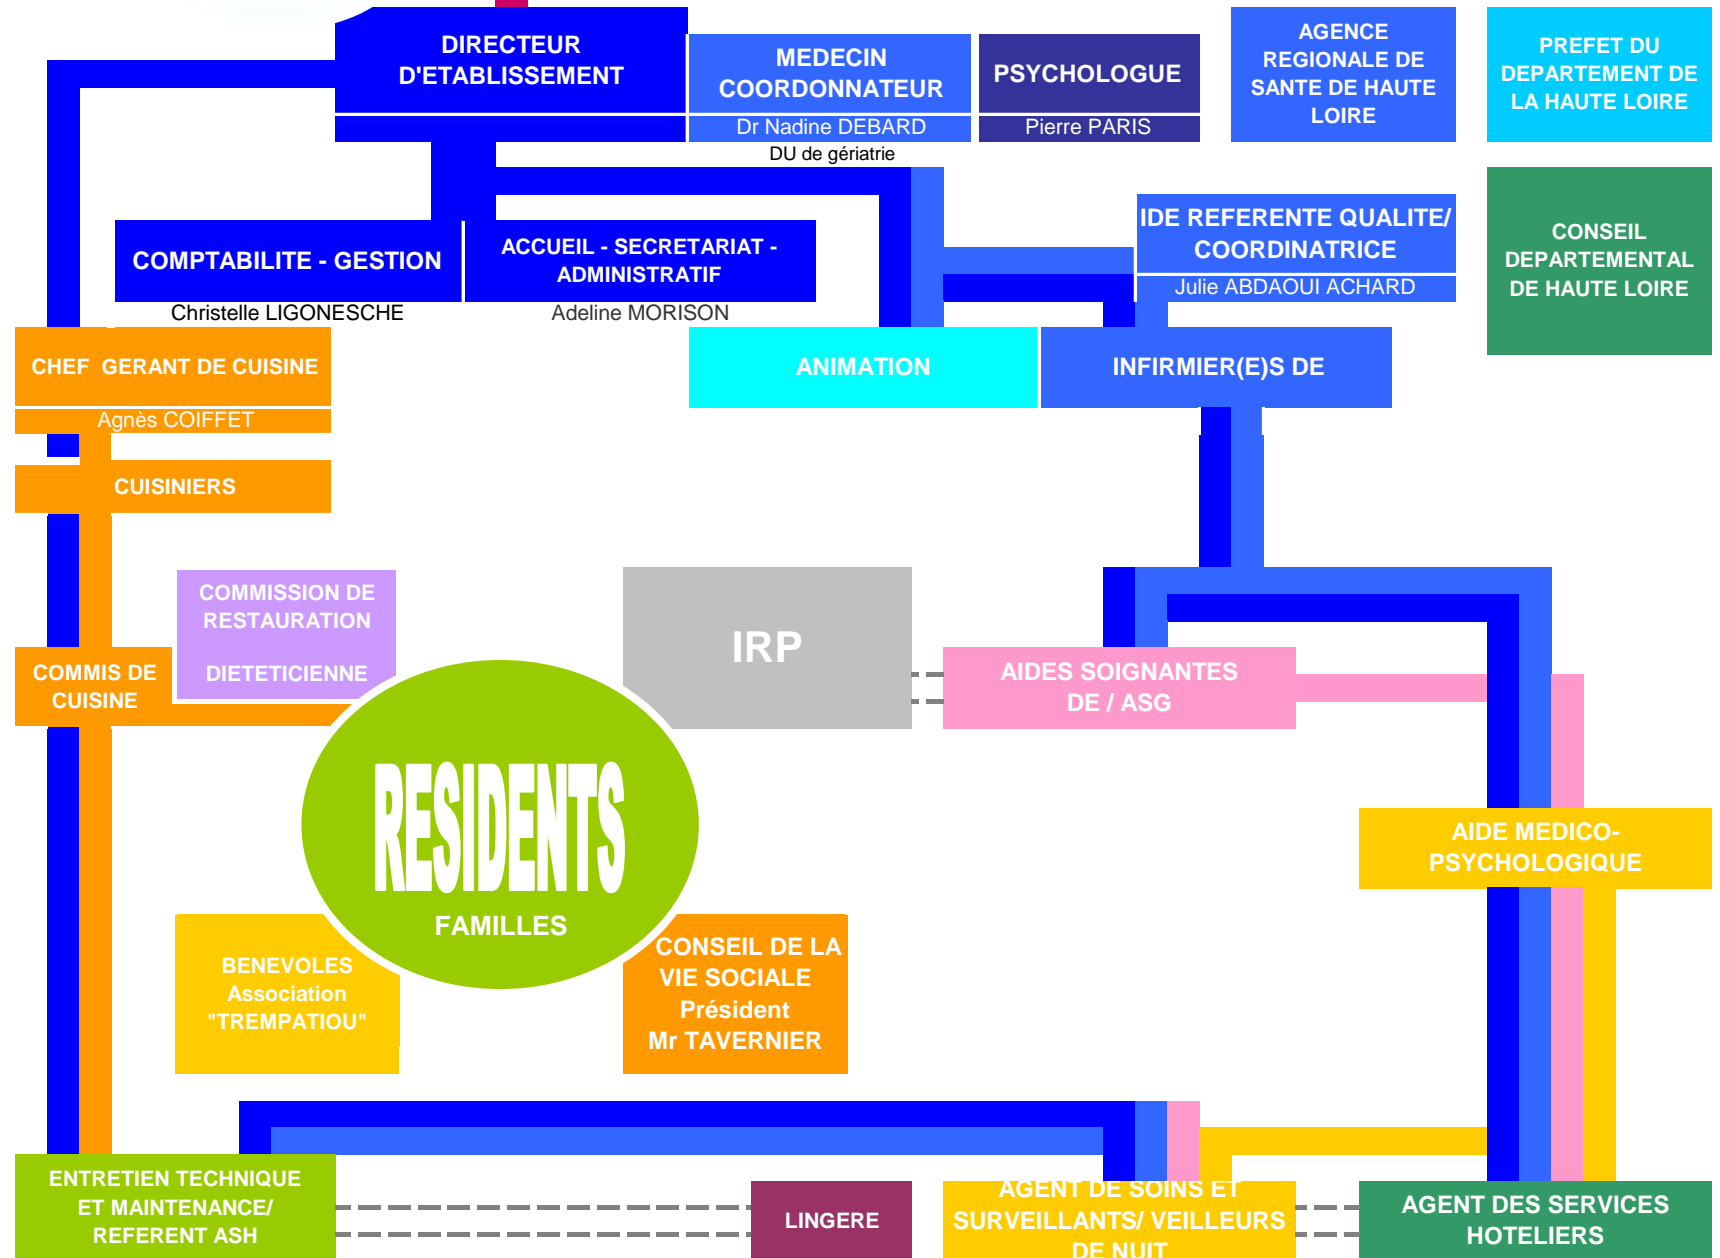 DIRECTEUR
D'ETABLISSEMENT
MEDECIN
COORDONNATEUR
Dr Nadine DEBARD
DU de gériatrie
PSYCHOLOGUE
Pierre PARIS
AGENCE
REGIONALE DE
SANTE DE HAUTE
LOIRE
PREFET DU
DEPARTEMENT DE
LA HAUTE LOIRE
COMPTABILITE - GESTION
Christelle LIGONESCHE
ACCUEIL - SECRETARIAT -
ADMINISTRATIF
Adeline MORISON
IDE REFERENTE QUALITE/
COORDINATRICE
Julie ABDAOUI ACHARD
CONSEIL
DEPARTEMENTAL
DE HAUTE LOIRE
CHEF GERANT DE CUISINE
Agnès COIFFET
ANIMATION
INFIRMIER(E)S DE
CUISINIERS
COMMISSION DE
RESTAURATION
DIETETICIENNE
IRP
COMMIS DE
CUISINE
AIDES SOIGNANTES
DE / ASG
RESIDENTS
FAMILLES
AIDE MEDICO-
PSYCHOLOGIQUE
BENEVOLES
Association
"TREMPATIOU"
CONSEIL DE LA
VIE SOCIALE
Président
Mr TAVERNIER
ENTRETIEN TECHNIQUE
ET MAINTENANCE/
REFERENT ASH
LINGERE
AGENT DE SOINS ET
SURVEILLANTS/ VEILLEURS
DE NUIT
AGENT DES SERVICES
HOTELIERS